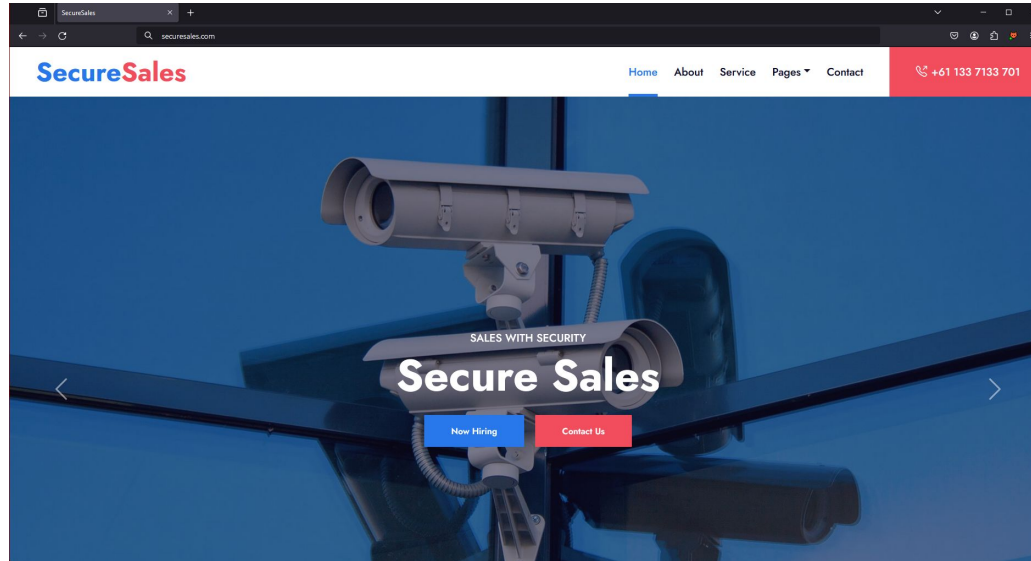 SecureSales
securesales.com
SecureSales
Home About Service Pages Contact +61 133 7133 701
SALES WITH SECURITY
Secure Sales
Now Hiring Contact Us